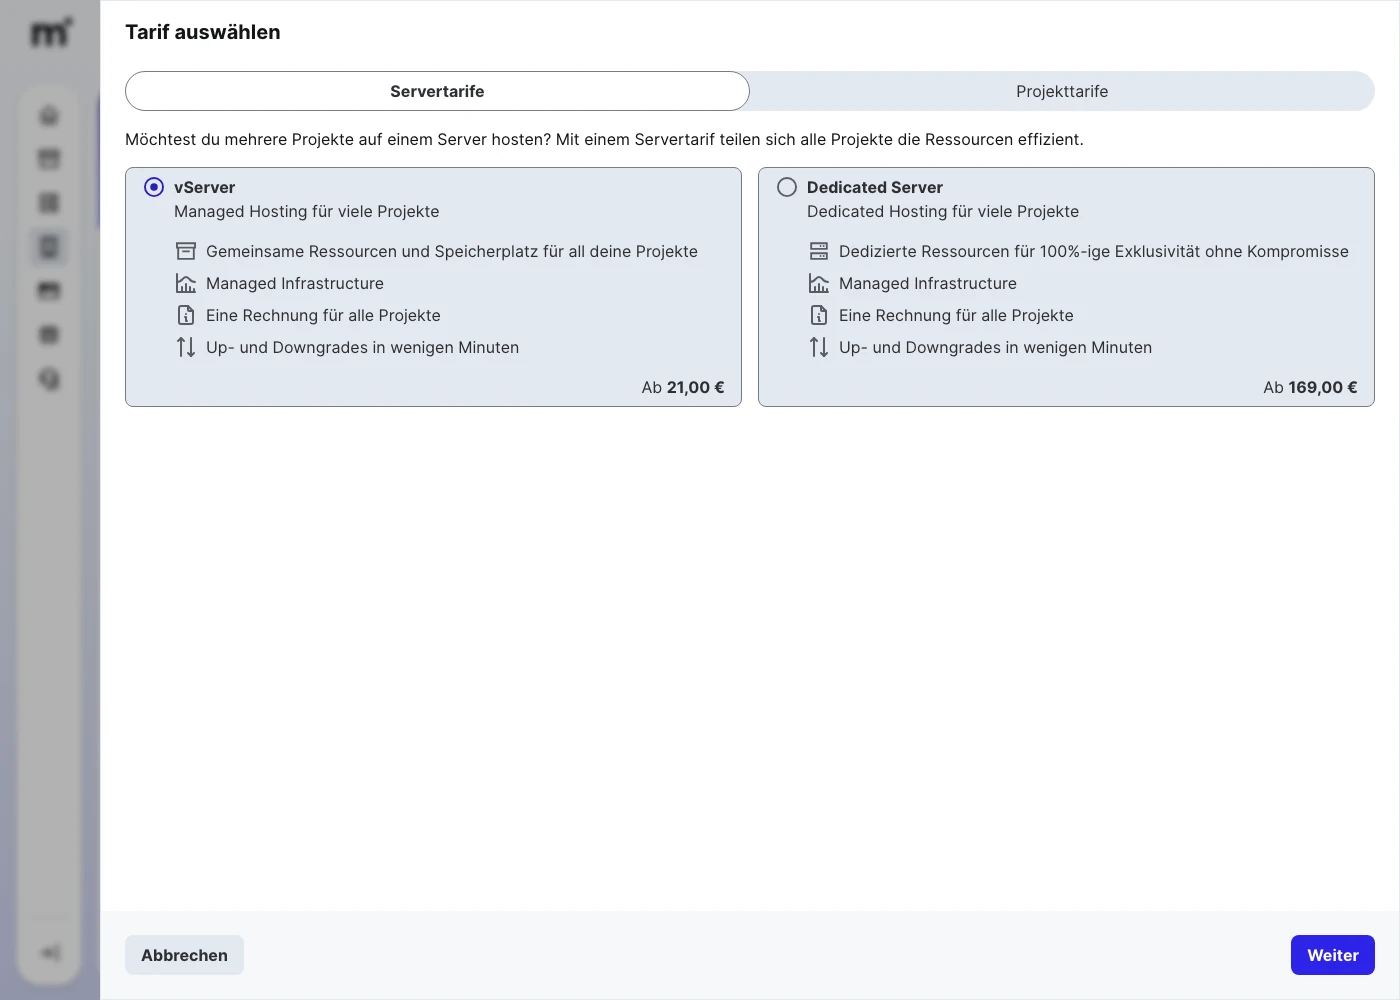 m
Tarif auswählen
Servertarife
Projekttarife
Möchtest du mehrere Projekte auf einem Server hosten? Mit einem Servertarif teilen sich alle Projekte die Ressourcen effizient.
vServer
Managed Hosting für viele Projekte
Gemeinsame Ressourcen und Speicherplatz für all deine Projekte
Managed Infrastructure
Eine Rechnung für alle Projekte
Up- und Downgrades in wenigen Minuten
Ab 21,00 €
Dedicated Server
Dedicated Hosting für viele Projekte
Dedizierte Ressourcen für 100%-ige Exklusivität ohne Kompromisse
Managed Infrastructure
Eine Rechnung für alle Projekte
Up- und Downgrades in wenigen Minuten
Ab 169,00 €
Abbrechen
Weiter